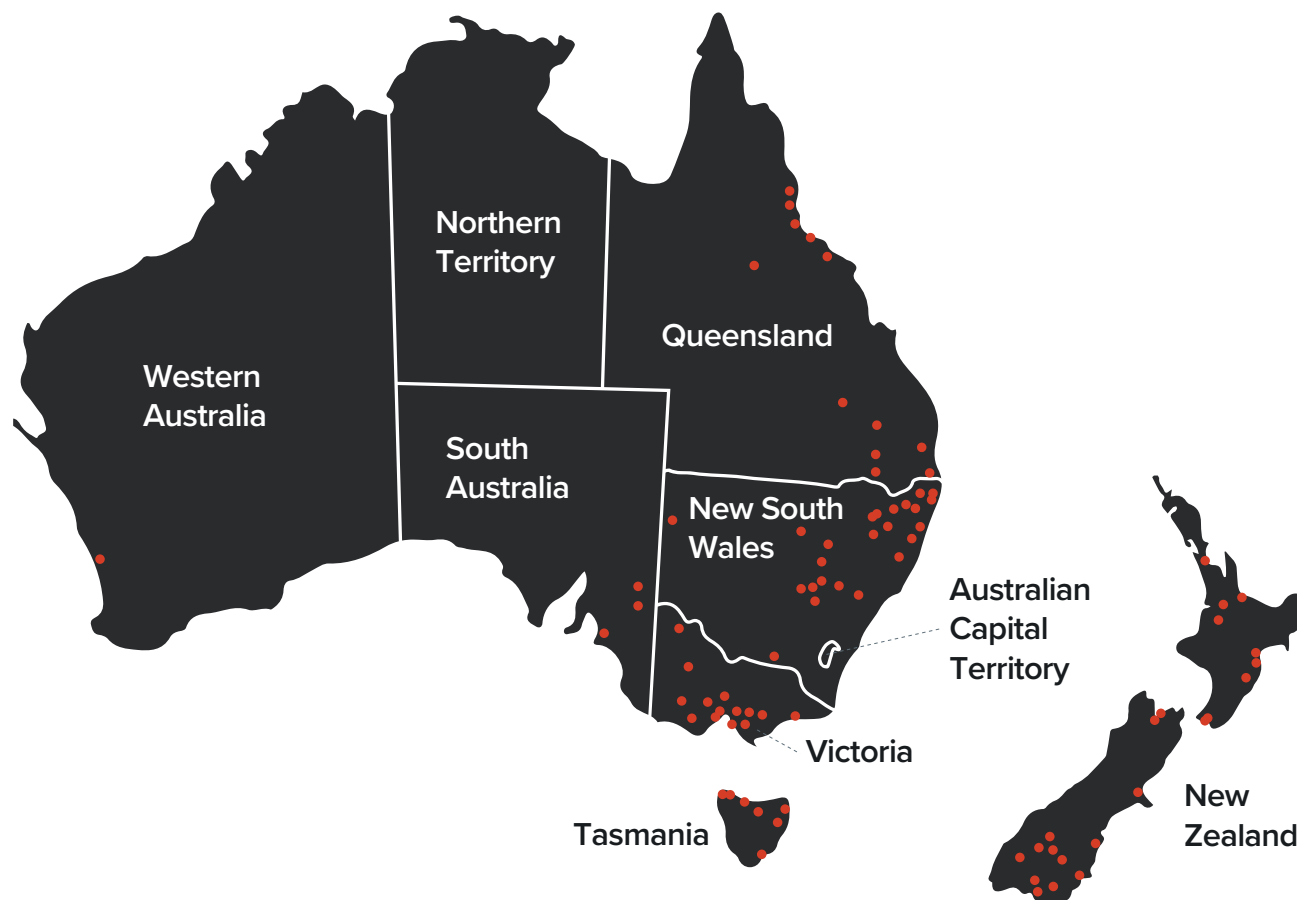 Northern
Territory
Queensland
Western
Australia
South
Australia
New South
Wales
Australian
Capital
Territory
Victoria
Tasmania
New
Zealand